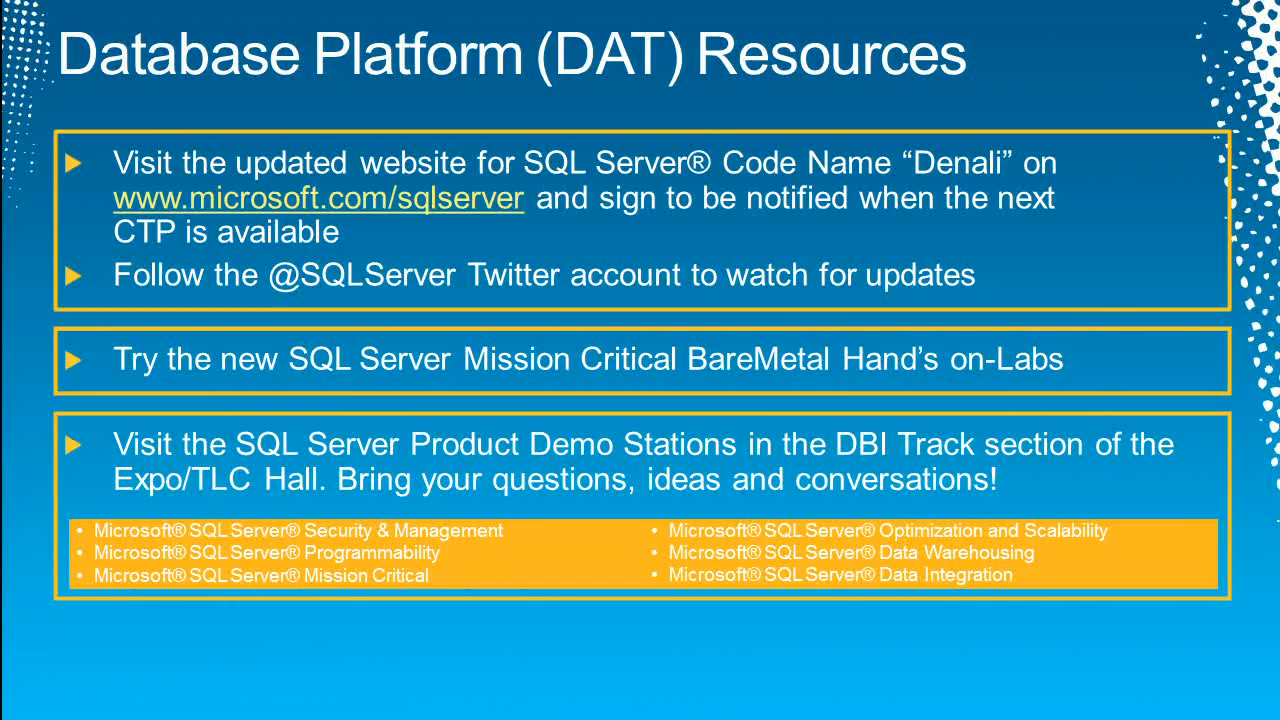 Database Platform (DAT) Resources
Visit the updated website for SQL Server® Code Name “Denali” on
www.microsoft.com/sqlserver and sign to be notified when the next
CTP is available
Follow the @SQLServer Twitter account to watch for updates
Try the new SQL Server Mission Critical BareMetal Hand’s on-Labs
Visit the SQL Server Product Demo Stations in the DBI Track section of the
Expo/TLC Hall. Bring your questions, ideas and conversations!
• Microsoft® SQL Server® Security & Management
• Microsoft® SQL Server® Programmability
• Microsoft® SQL Server® Mission Critical
• Microsoft® SQL Server® Optimization and Scalability
• Microsoft® SQL Server® Data Warehousing
• Microsoft® SQL Server® Data Integration